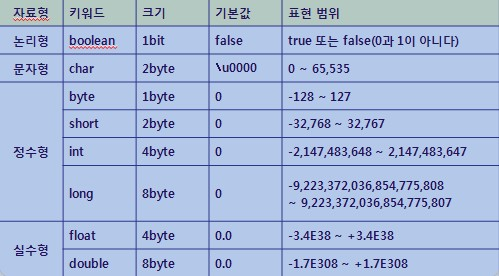 자료형 키워드 크기 기본값 표현 범위
논리형 boolean 1bit false true 또는 false(0과 1이 아니다)
문자형 char 2byte \u0000 0 ~ 65,535
정수형 byte 1byte 0 -128 ~ 127
short 2byte 0 -32,768 ~ 32,767
int 4byte 0 -2,147,483,648 ~ 2,147,483,647
long 8byte 0 -9,223,372,036,854,775,808
~ 9,223,372,036,854,775,807
실수형 float 4byte 0.0 -3.4E38 ~ +3.4E38
double 8byte 0.0 -1.7E308 ~ +1.7E308